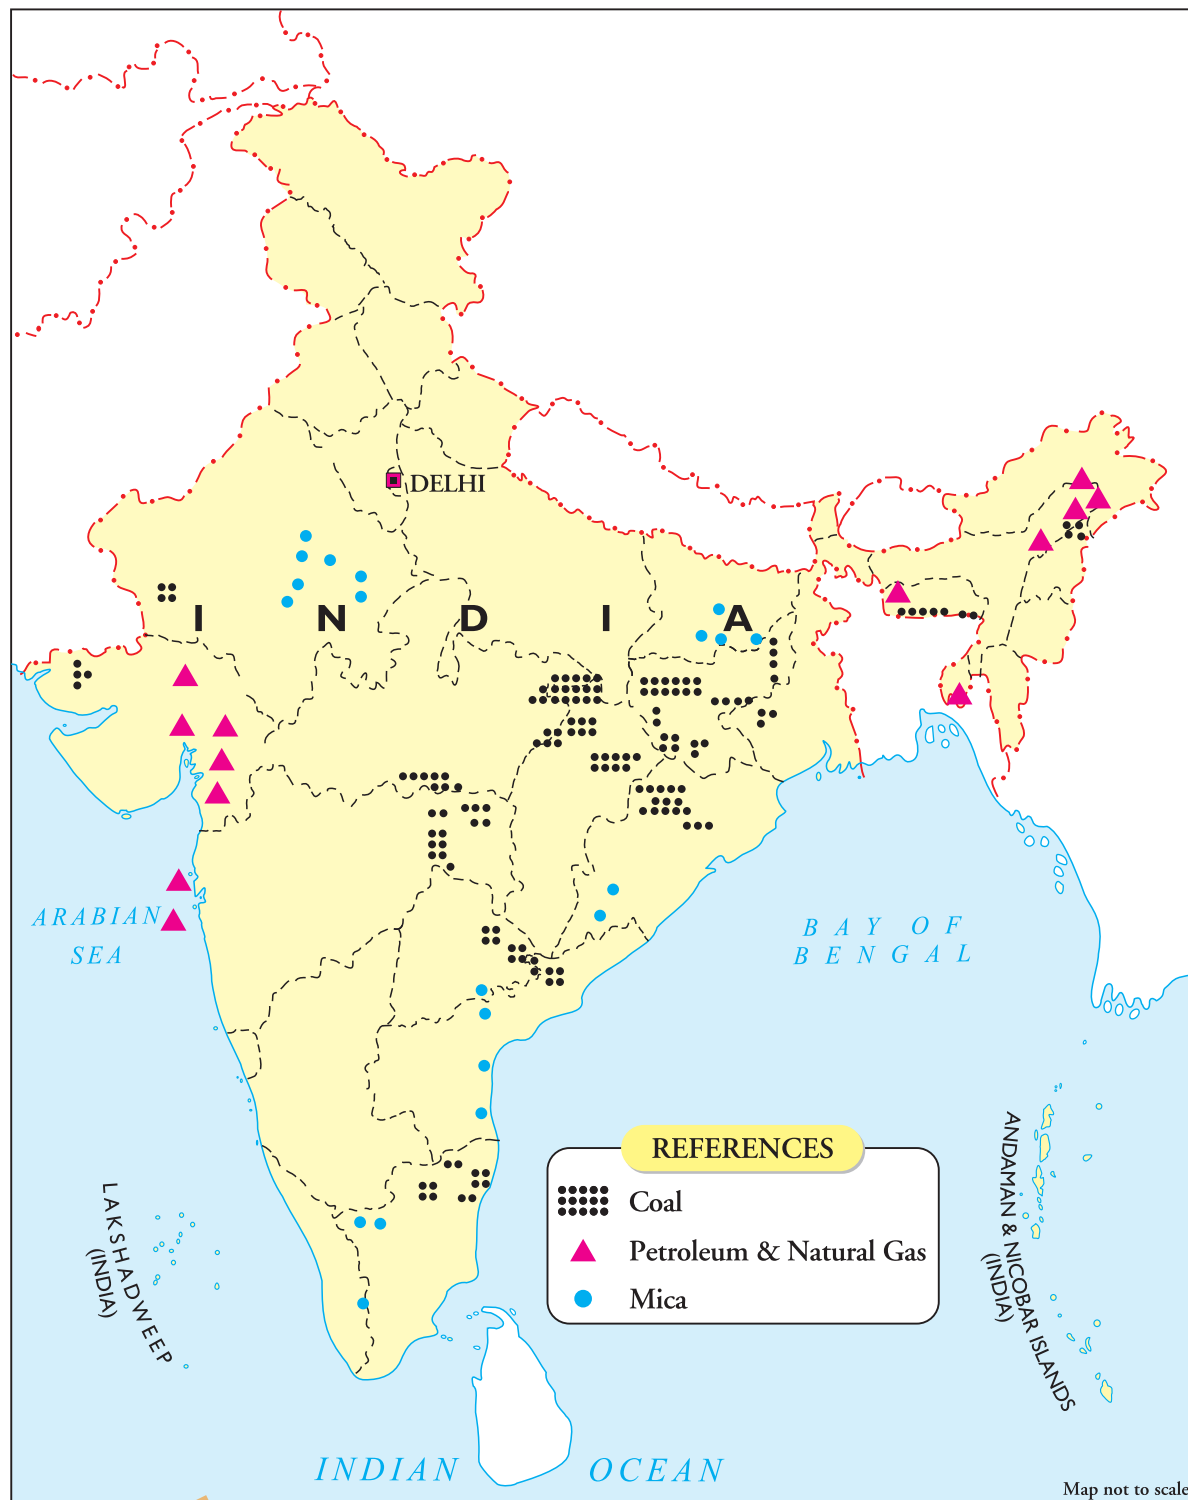 DELHI
I N D I A
ARABIAN
SEA
BAY OF
BENGAL
REFERENCES
Coal
Petroleum & Natural Gas
Mica
LAKSHADWEEP
(INDIA)
ANDAMAN & NICOBAR ISLANDS
(INDIA)
INDIAN OCEAN
Map not to scale